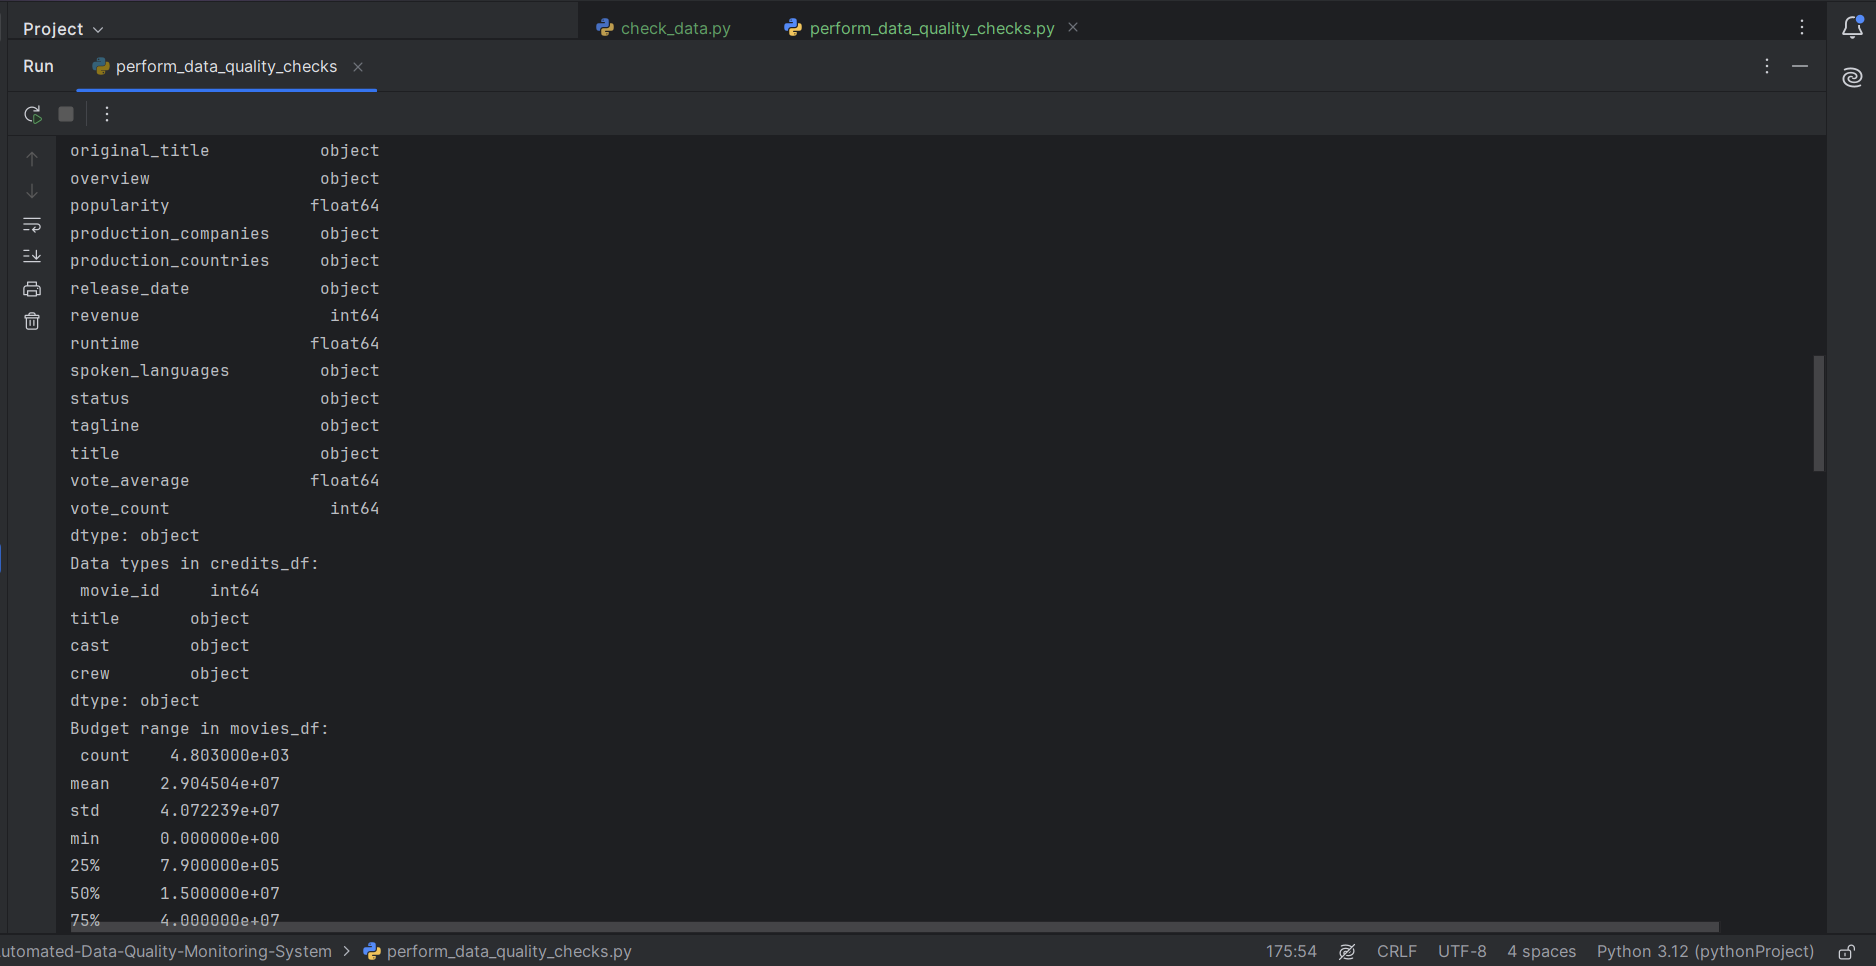 Project
check_data.py
perform_data_quality_checks.py
Run
perform_data_quality_checks
original_title object
overview object
popularity float64
production_companies object
production_countries object
release_date object
revenue int64
runtime float64
spoken_languages object
status object
tagline object
title object
vote_average float64
vote_count int64
dtype: object
Data types in credits_df:
movie_id int64
title object
cast object
crew object
dtype: object
Budget range in movies_df:
count 4.803000e+03
mean 2.904504e+07
std 4.072239e+07
min 0.000000e+00
25% 7.900000e+05
50% 1.500000e+07
75% 4.000000e+07
utomated-Data-Quality-Monitoring-System > perform_data_quality_checks.py 175:54 CRLF UTF-8 4 spaces Python 3.12 (pythonProject)